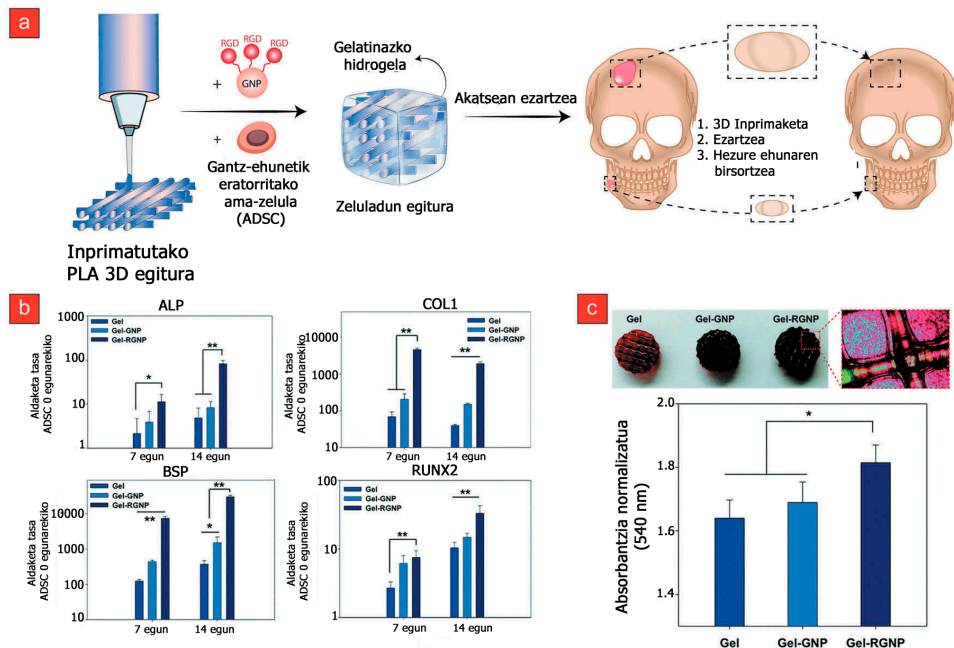 a
RGD
RGD
RGD
GNP
+
+
Gantz-ehunetik
eratorritako
ama-zelula
(ADSC)
Inprimatutako
PLA 3D egitura
Gelatinazko
hidrogela
Zeluladun egitura
Akatsean ezartzea
1. 3D Inprimaketa
2. Ezartzea
3. Hezure ehunaren
birsortzea
b
ALP
Aldaketa tasa
ADSC 0 egunarekiko
1000
100
10
1
Gel
Gel-GNP
Gel-RGNP
*
**
7 egun
14 egun
COL1
Aldaketa tasa
ADSC 0 egunarekiko
10000
1000
100
10
Gel
Gel-GNP
Gel-RGNP
**
**
7 egun
14 egun
BSP
Aldaketa tasa
ADSC 0 egunarekiko
10000
1000
100
10
Gel
Gel-GNP
Gel-RGNP
**
*
**
7 egun
14 egun
RUNX2
Aldaketa tasa
ADSC 0 egunarekiko
100
10
1
Gel
Gel-GNP
Gel-RGNP
**
**
7 egun
14 egun
c
Gel
Gel-GNP
Gel-RGNP
Absorbantzia normalizatua
(540 nm)
1.8
1.6
1.4
*
Gel
Gel-GNP
Gel-RGNP